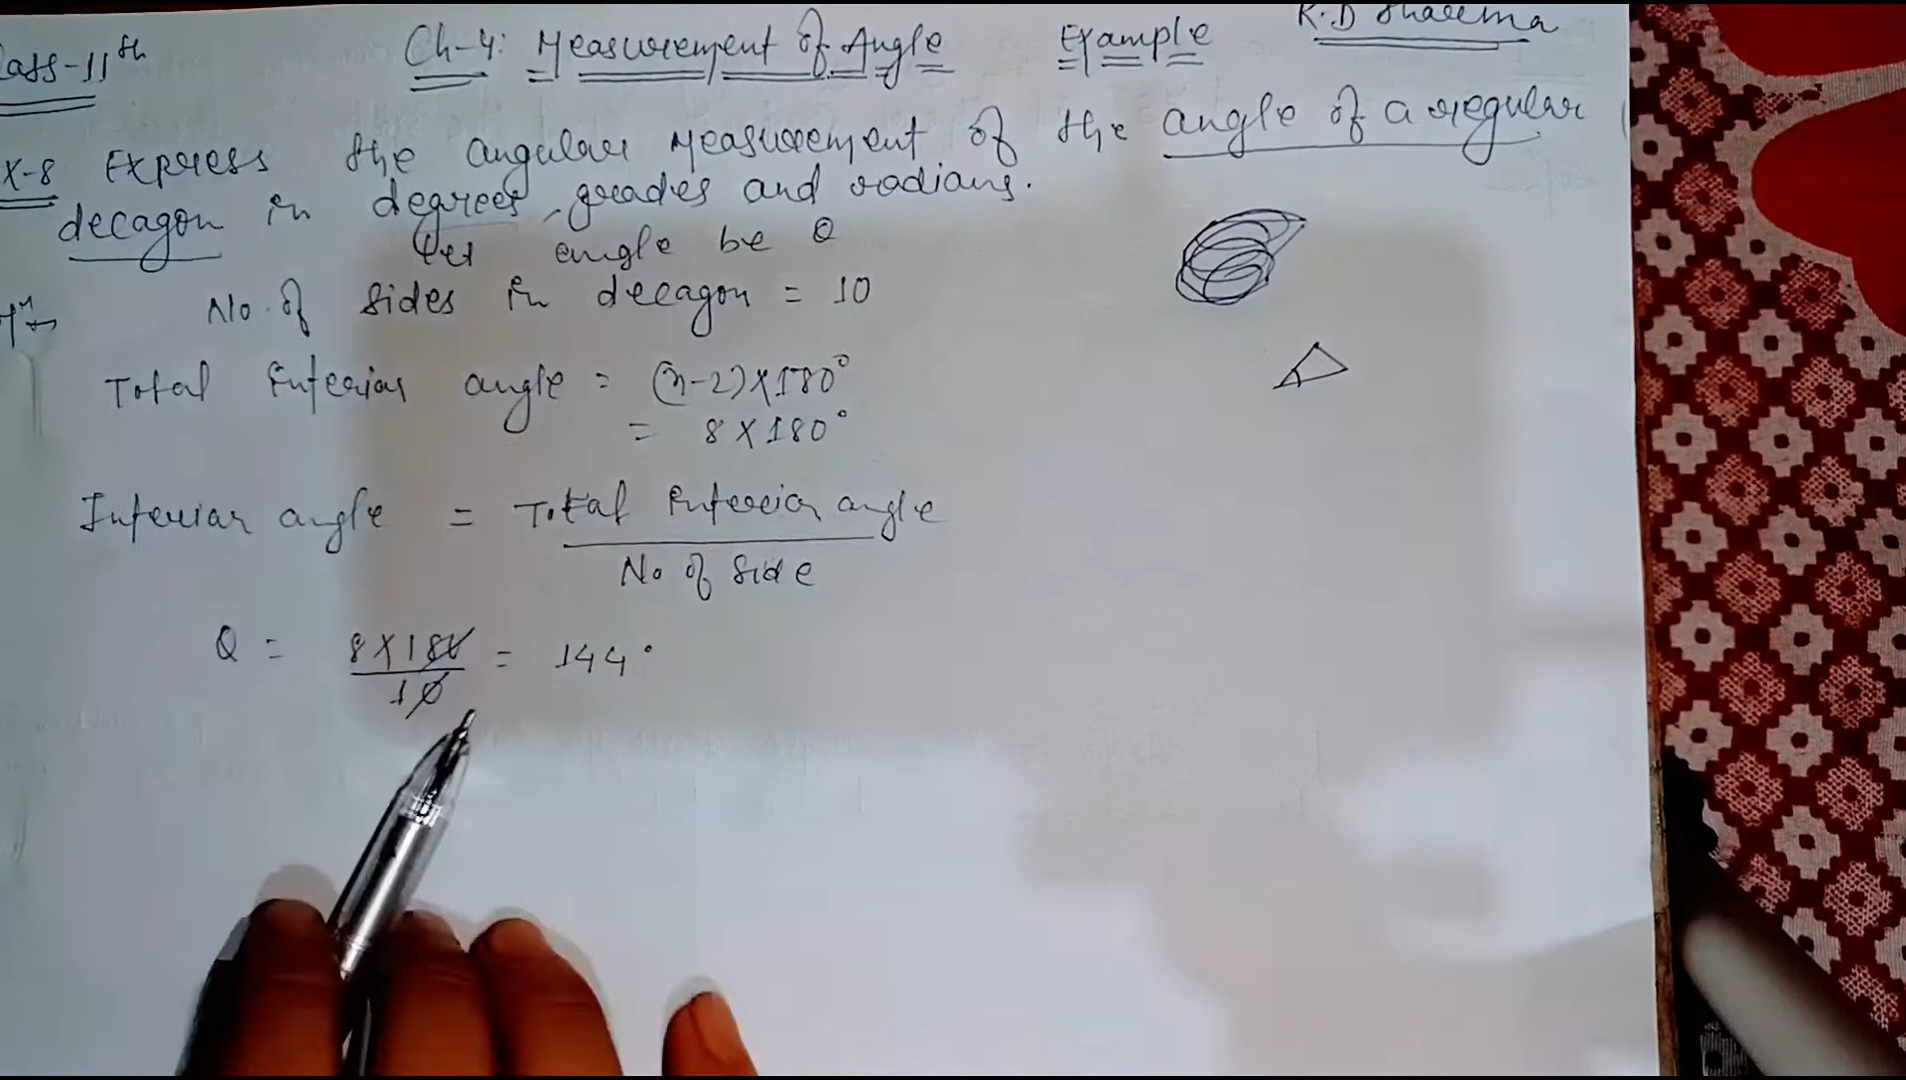 Class-11th Ch-4: Measurement of Angle Example R.D Sharma
Ex-8 Express the angular measurement of the angle of a regular
decagon in degrees, grades and radians.
Let angle be θ
No. of sides in decagon = 10
Total Interior angle = (n-2)×180°
= 8×180°
Interior angle = Total Interior angle
No of side
θ = 8×180 = 144°
10